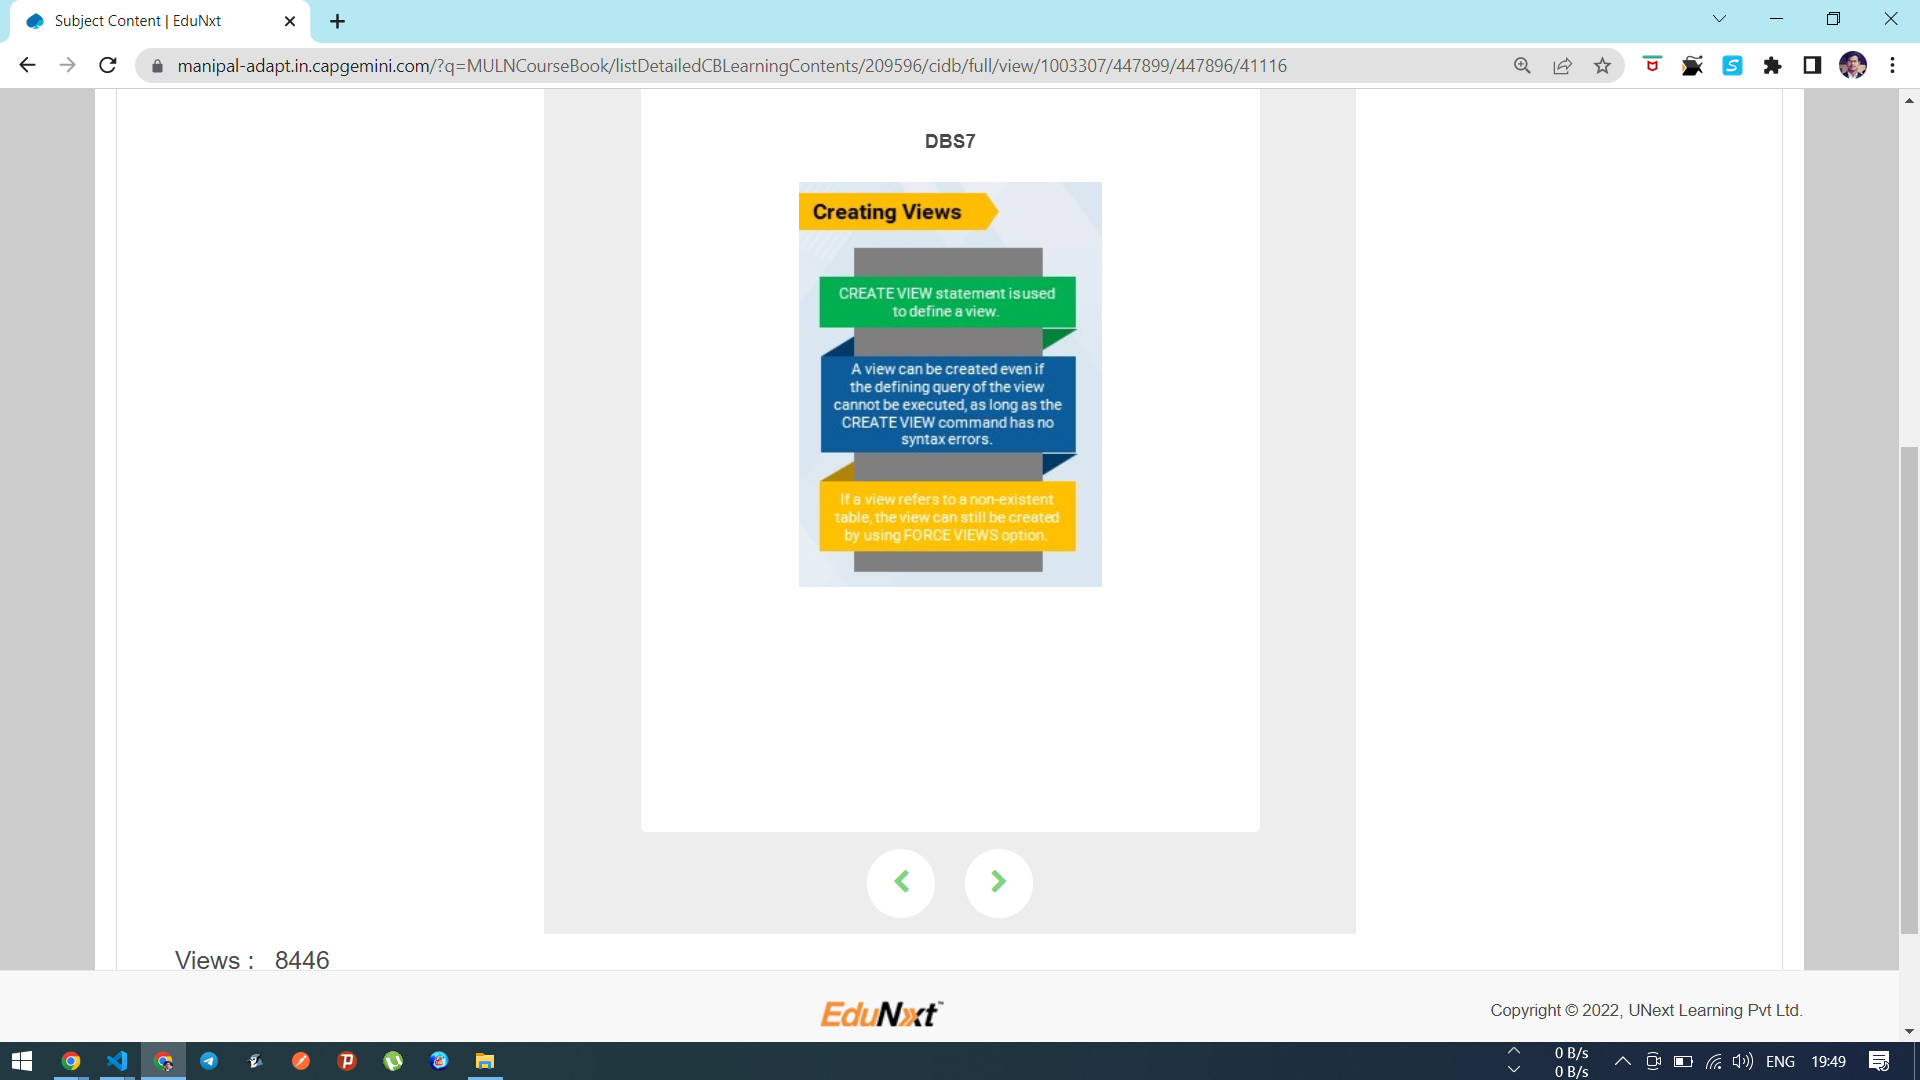 Subject Content | EduNxt
manipal-adapt.in.capgemini.com/?q=MULNCourseBook/listDetailedCBLearningContents/209596/cidb/full/view/1003307/447899/447896/41116
DBS7
Creating Views
CREATE VIEW statement is used
to define a view.
A view can be created even if
the defining query of the view
cannot be executed, as long as the
CREATE VIEW command has no
syntax errors.
If a view refers to a non-existent
table, the view can still be created
by using FORCE VIEWS option.
Views : 8446
EduNxt
Copyright © 2022, UNext Learning Pvt Ltd.
0 B/s
0 B/s
ENG
19:49